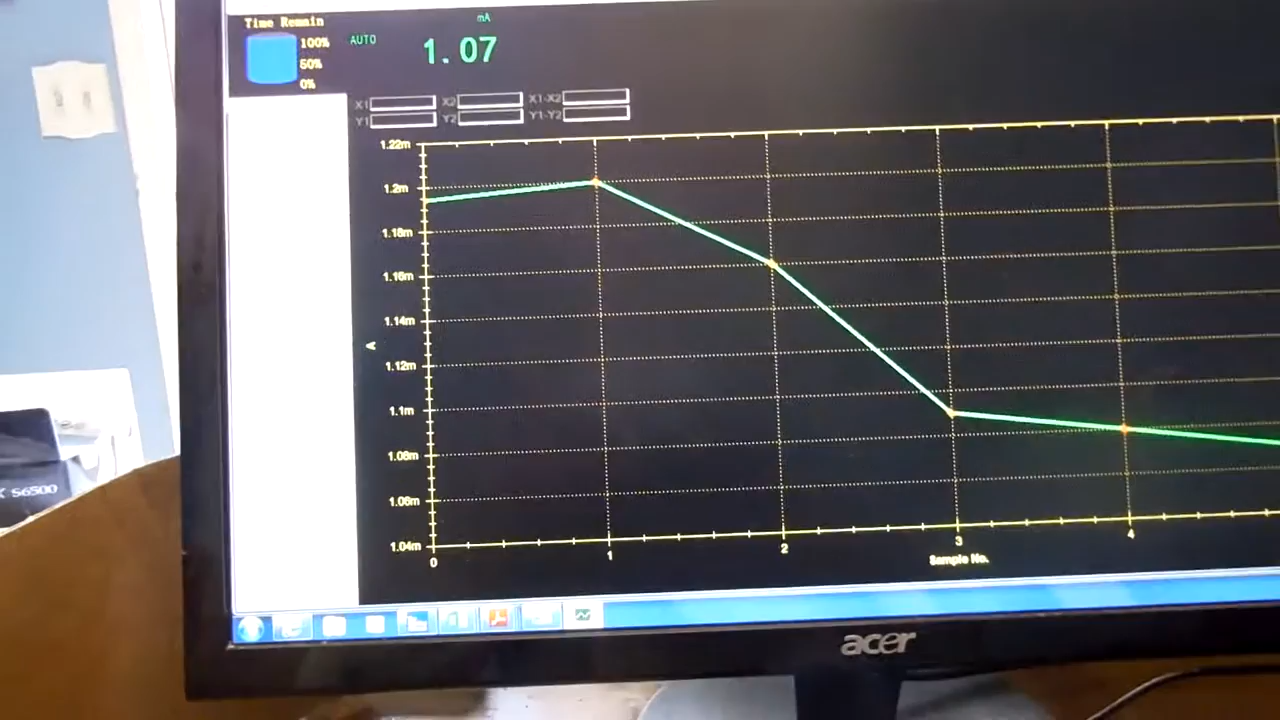 Time Remain
100%
50%
0%
AUTO
mA
1.07
X1
X2
X1-X2
Y1
Y2
Y1-Y2
1.22m
1.2m
1.18m
1.16m
1.14m
1.12m
1.1m
1.08m
1.06m
1.04m
A
0
1
2
3
4
Sample No.
acer
S6500